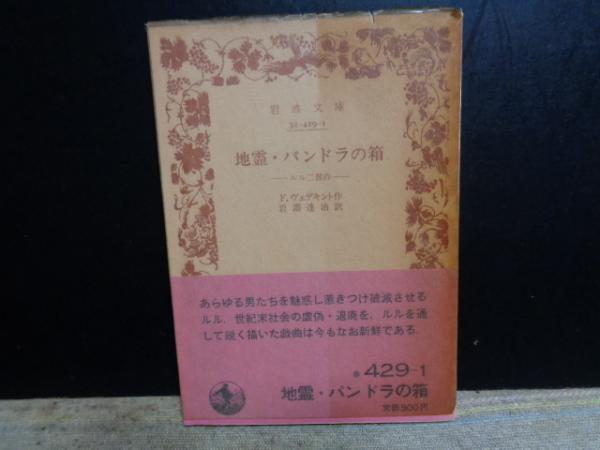 岩波文庫
32-429-1
地霊・パンドラの箱
——ルル二部作——
F.ヴェデキント作
岩淵達治訳
あらゆる男たちを魅惑し惹きつけ破滅させる
ルル．世紀末社会の虚偽・退廃を，ルルを通
して鋭く描いた戯曲は今もなお新鮮である．
429-1
地霊・パンドラの箱
定価500円